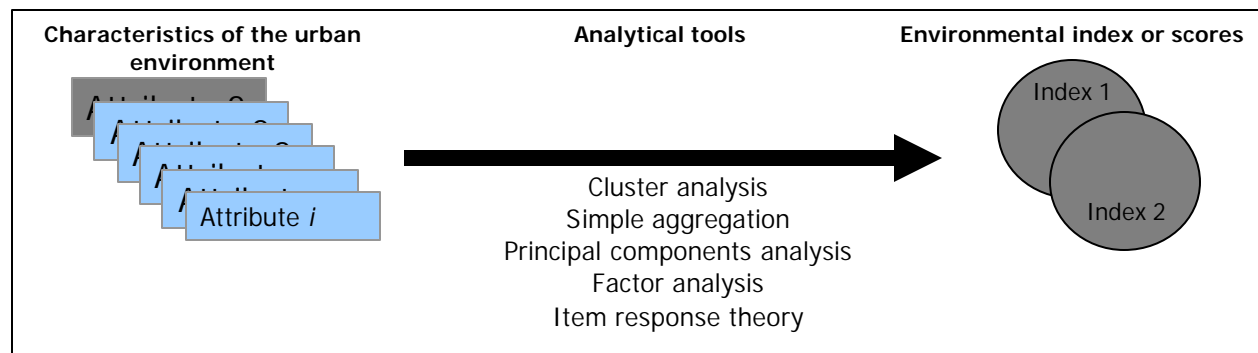 Characteristics of the urban
environment
Analytical tools
Environmental index or scores
Attribute i
Cluster analysis
Simple aggregation
Principal components analysis
Factor analysis
Item response theory
Index 1
Index 2